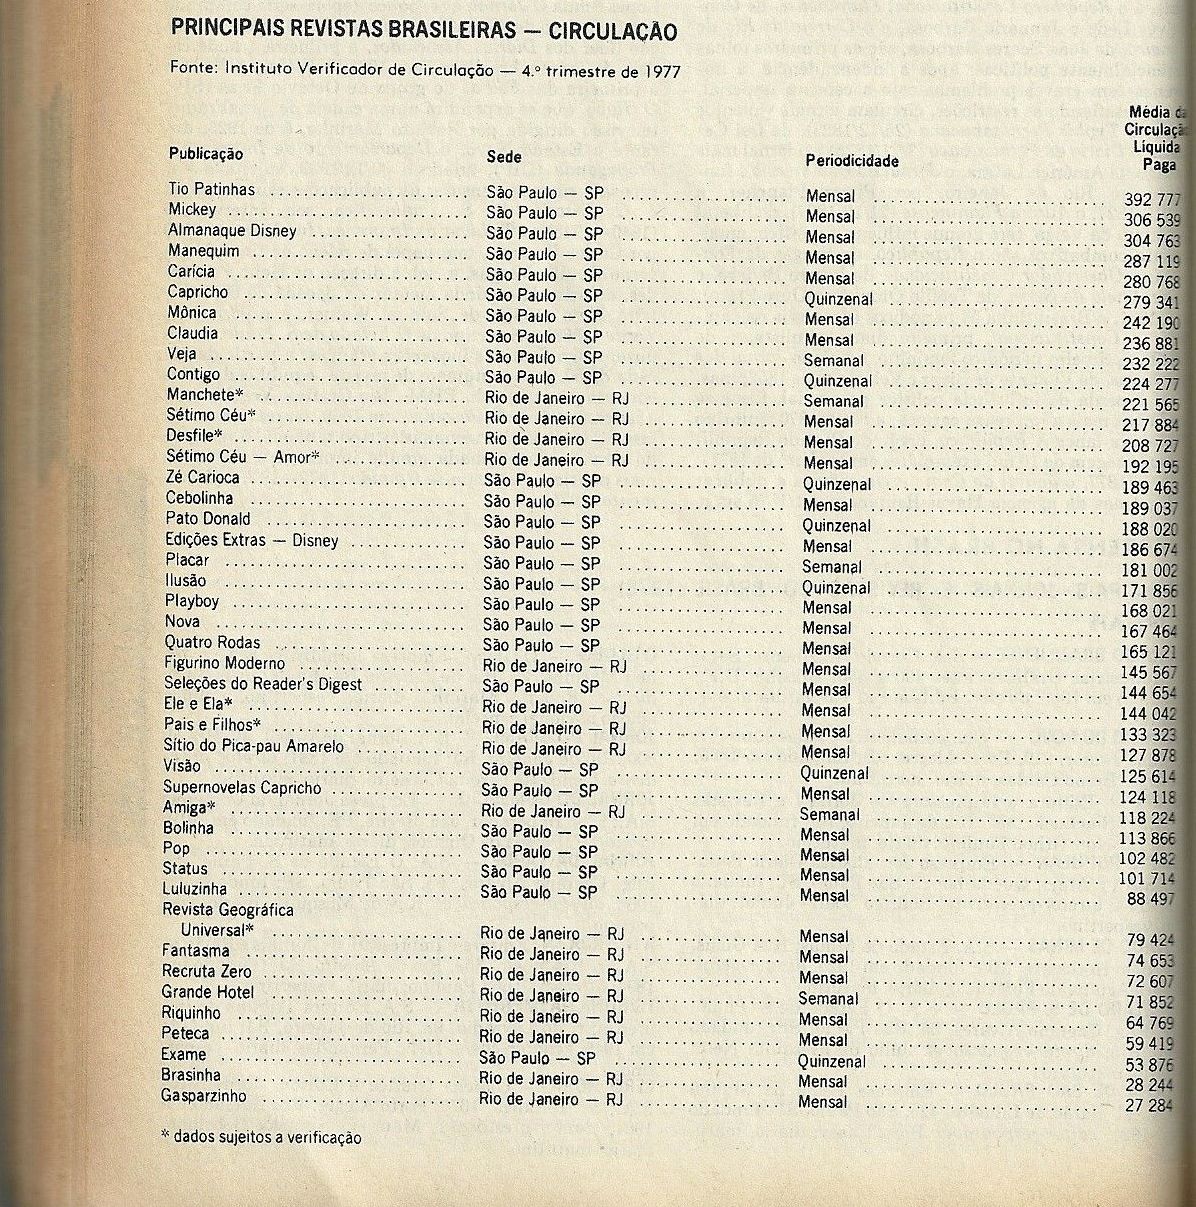 PRINCIPAIS REVISTAS BRASILEIRAS — CIRCULAÇÃO
Fonte: Instituto Verificador de Circulação — 4.º trimestre de 1977
Publicação Sede Periodicidade Média da Circulação Líquida Paga
Tio Patinhas São Paulo — SP Mensal 392 777
Mickey São Paulo — SP Mensal 306 539
Almanaque Disney São Paulo — SP Mensal 304 763
Manequim São Paulo — SP Mensal 287 119
Carícia São Paulo — SP Mensal 280 768
Capricho São Paulo — SP Quinzenal 279 341
Mônica São Paulo — SP Mensal 242 190
Claudia São Paulo — SP Mensal 236 881
Veja São Paulo — SP Semanal 232 222
Contigo São Paulo — SP Quinzenal 224 277
Manchete* Rio de Janeiro — RJ Semanal 221 565
Sétimo Céu* Rio de Janeiro — RJ Mensal 217 884
Desfile* Rio de Janeiro — RJ Mensal 208 727
Sétimo Céu — Amor* Rio de Janeiro — RJ Mensal 192 195
Zé Carioca São Paulo — SP Quinzenal 189 463
Cebolinha São Paulo — SP Mensal 189 037
Pato Donald São Paulo — SP Quinzenal 188 020
Edições Extras — Disney São Paulo — SP Mensal 186 674
Placar São Paulo — SP Semanal 181 002
Ilusão São Paulo — SP Quinzenal 171 856
Playboy São Paulo — SP Mensal 168 021
Nova São Paulo — SP Mensal 167 464
Quatro Rodas São Paulo — SP Mensal 165 121
Figurino Moderno Rio de Janeiro — RJ Mensal 145 567
Seleções do Reader's Digest São Paulo — SP Mensal 144 654
Ele e Ela* Rio de Janeiro — RJ Mensal 144 042
Pais e Filhos* Rio de Janeiro — RJ Mensal 133 323
Sítio do Pica-pau Amarelo Rio de Janeiro — RJ Mensal 127 878
Visão São Paulo — SP Quinzenal 125 614
Supernovelas Capricho São Paulo — SP Mensal 124 118
Amiga* Rio de Janeiro — RJ Semanal 118 224
Bolinha São Paulo — SP Mensal 113 866
Pop São Paulo — SP Mensal 102 482
Status São Paulo — SP Mensal 101 714
Luluzinha São Paulo — SP Mensal 88 497
Revista Geográfica
Universal* Rio de Janeiro — RJ Mensal 79 424
Fantasma Rio de Janeiro — RJ Mensal 74 653
Recruta Zero Rio de Janeiro — RJ Mensal 72 607
Grande Hotel Rio de Janeiro — RJ Semanal 71 852
Riquinho Rio de Janeiro — RJ Mensal 64 769
Peteca Rio de Janeiro — RJ Mensal 59 419
Exame São Paulo — SP Quinzenal 53 876
Brasinha Rio de Janeiro — RJ Mensal 28 244
Gasparzinho Rio de Janeiro — RJ Mensal 27 284
* dados sujeitos a verificação